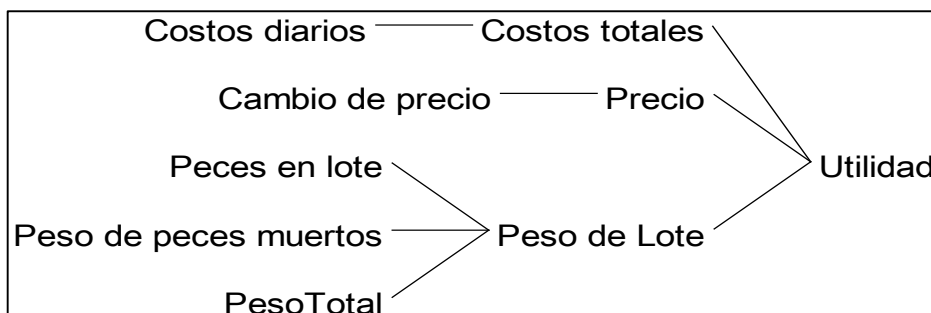 Costos diarios Costos totales
Cambio de precio Precio
Peces en lote Utilidad
Peso de peces muertos Peso de Lote
PesoTotal